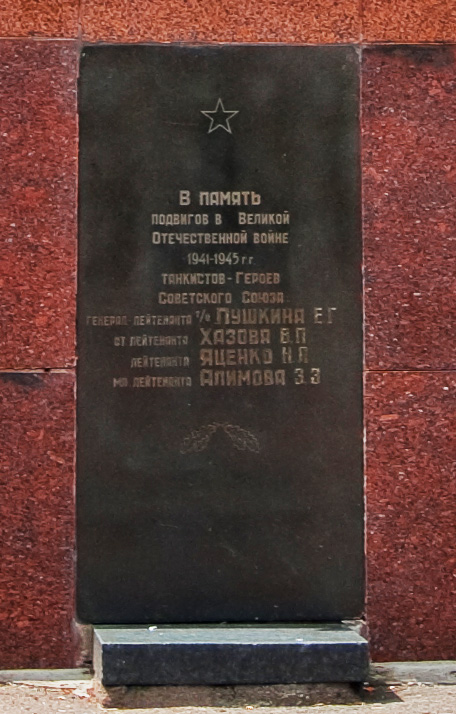 В ПАМЯТЬ
ПОДВИГОВ В ВЕЛИКОЙ
ОТЕЧЕСТВЕННОЙ ВОЙНЕ
1941-1945 г г
ТАНКИСТОВ-ГЕРОЕВ
СОВЕТСКОГО СОЮЗА
ГЕНЕРАЛ-ЛЕЙТЕНАНТА т/в ПУШКИНА Е Г
СТ ЛЕЙТЕНАНТА ХАЗОВА В.П
ЛЕЙТЕНАНТА ЯЦЕНКО Н.Л
МЛ ЛЕЙТЕНАНТА АЛИМОВА З.З